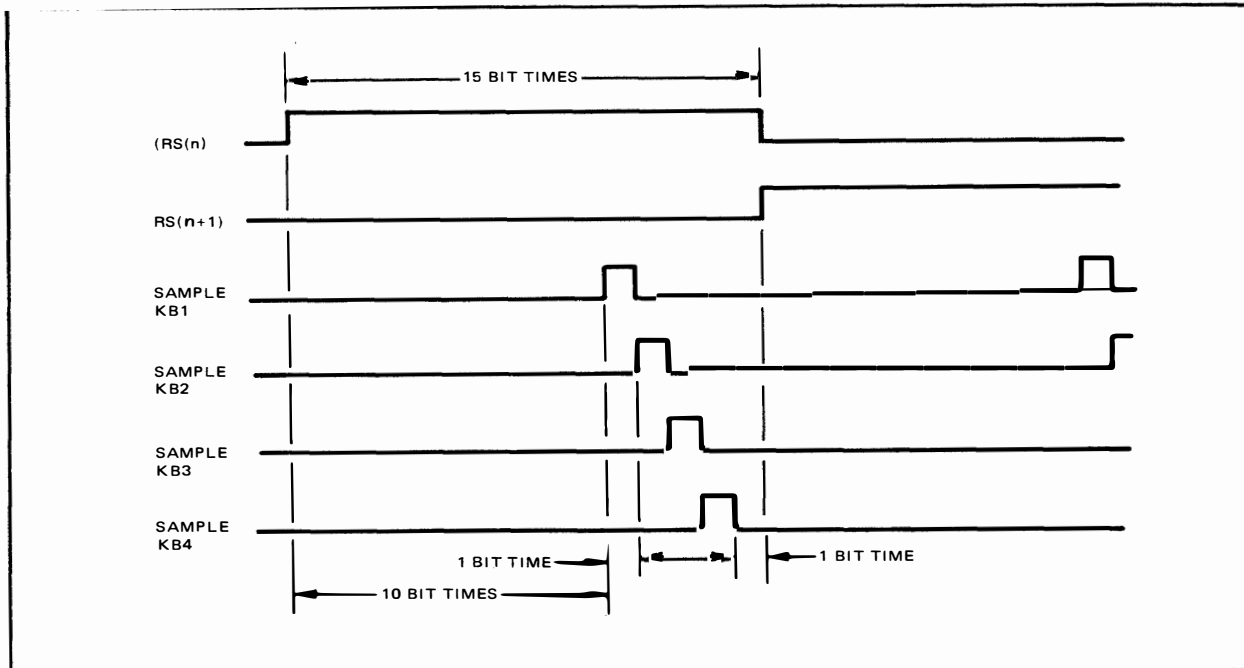 15 BIT TIMES
(RS(n)
RS(n+1)
SAMPLE
KB1
SAMPLE
KB2
SAMPLE
KB3
SAMPLE
KB4
1 BIT TIME
1 BIT TIME
10 BIT TIMES